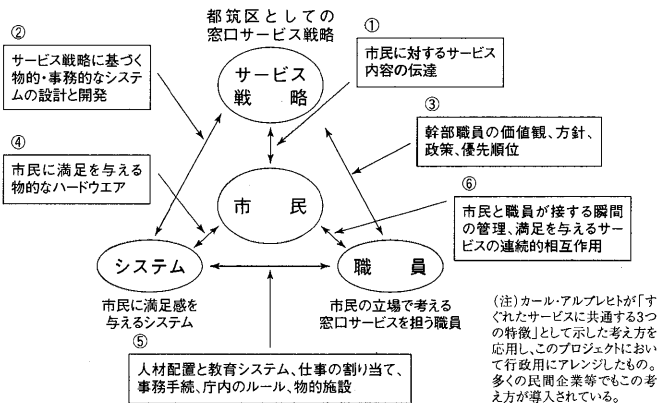 都筑区としての
窓口サービス戦略
サービス
戦　略
①
市民に対するサービス
内容の伝達
②
サービス戦略に基づく
物的・事務的なシステ
ムの設計と開発
③
幹部職員の価値観、方針、
政策、優先順位
④
市民に満足を与える
物的なハードウエア
市　民
⑥
市民と職員が接する瞬間
の管理、満足を与えるサー
ビスの連続的相互作用
システム
市民に満足感を
与えるシステム
職　員
市民の立場で考える
窓口サービスを担う職員
⑤
人材配置と教育システム、仕事の割り当て、
事務手続、庁内のルール、物的施設
(注)カール・アルプレヒトが「す
ぐれたサービスに共通する3つ
の特徴」として示した考え方を
応用し、このプロジェクトにおい
て行政用にアレンジしたもの。
多くの民間企業等でもこの考
え方が導入されている。